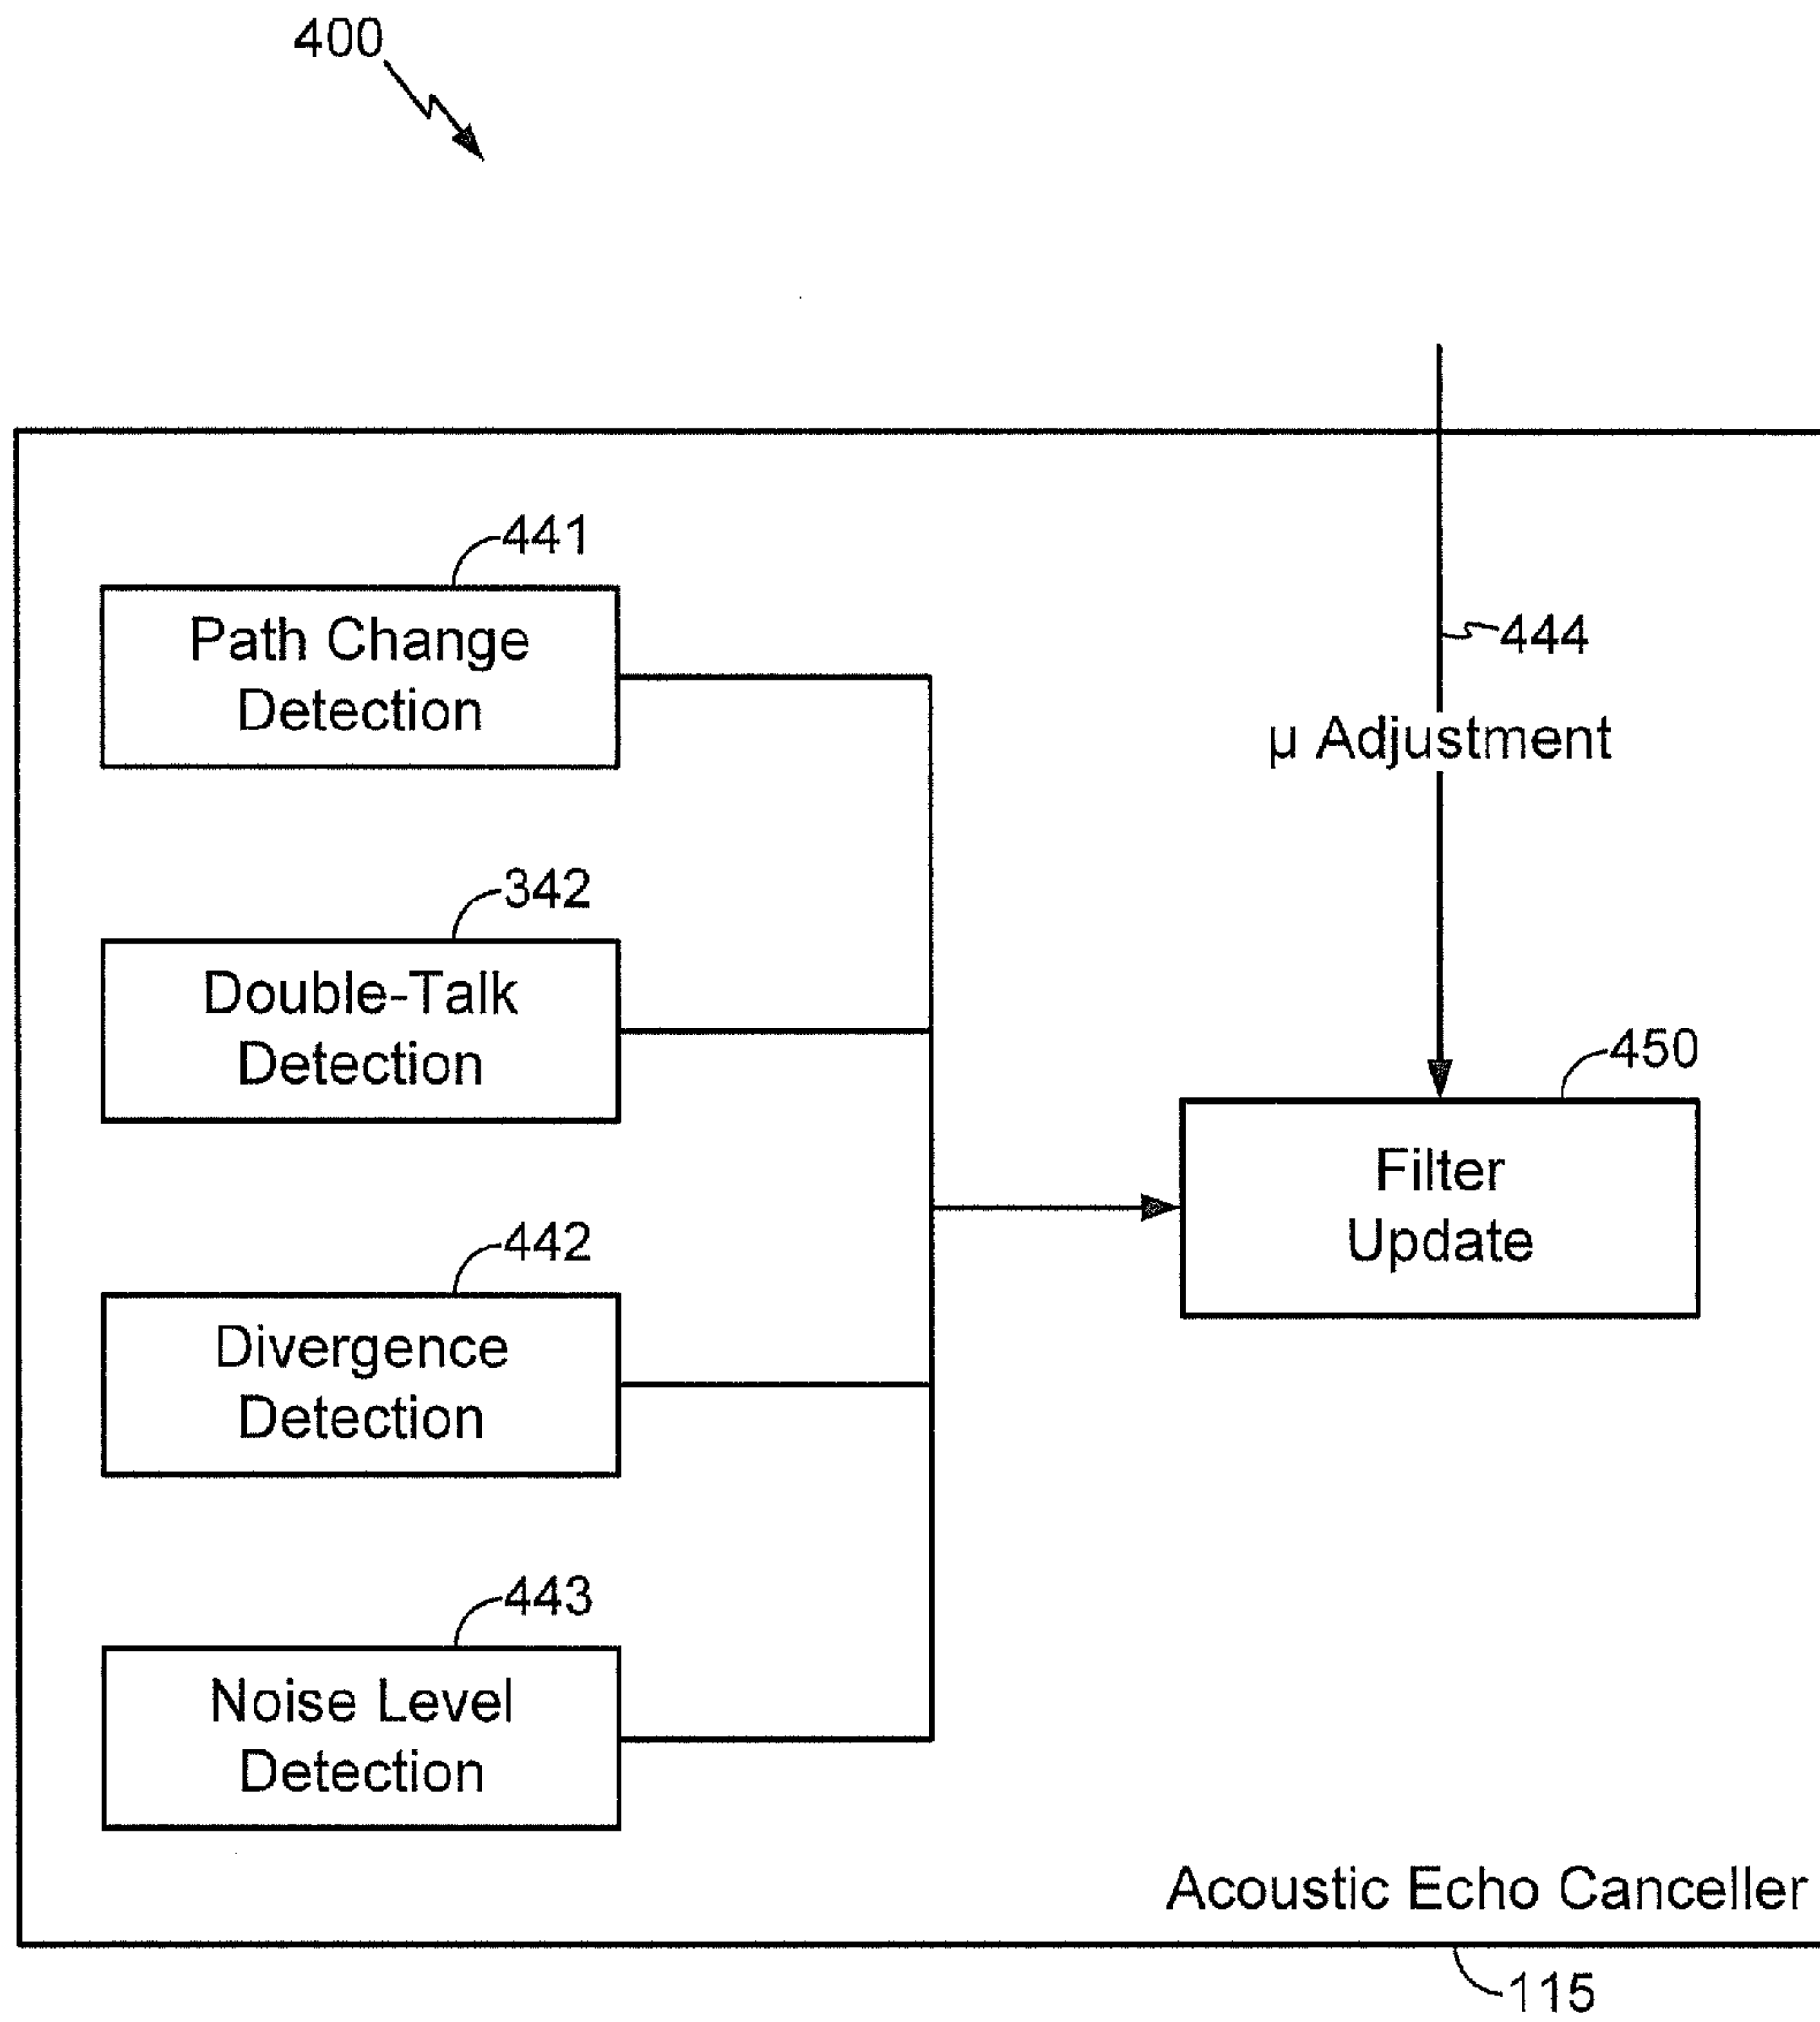 400
441
Path Change
Detection
444
μ Adjustment
342
Double-Talk
Detection
450
Filter
Update
442
Divergence
Detection
443
Noise Level
Detection
Acoustic Echo Canceller
115